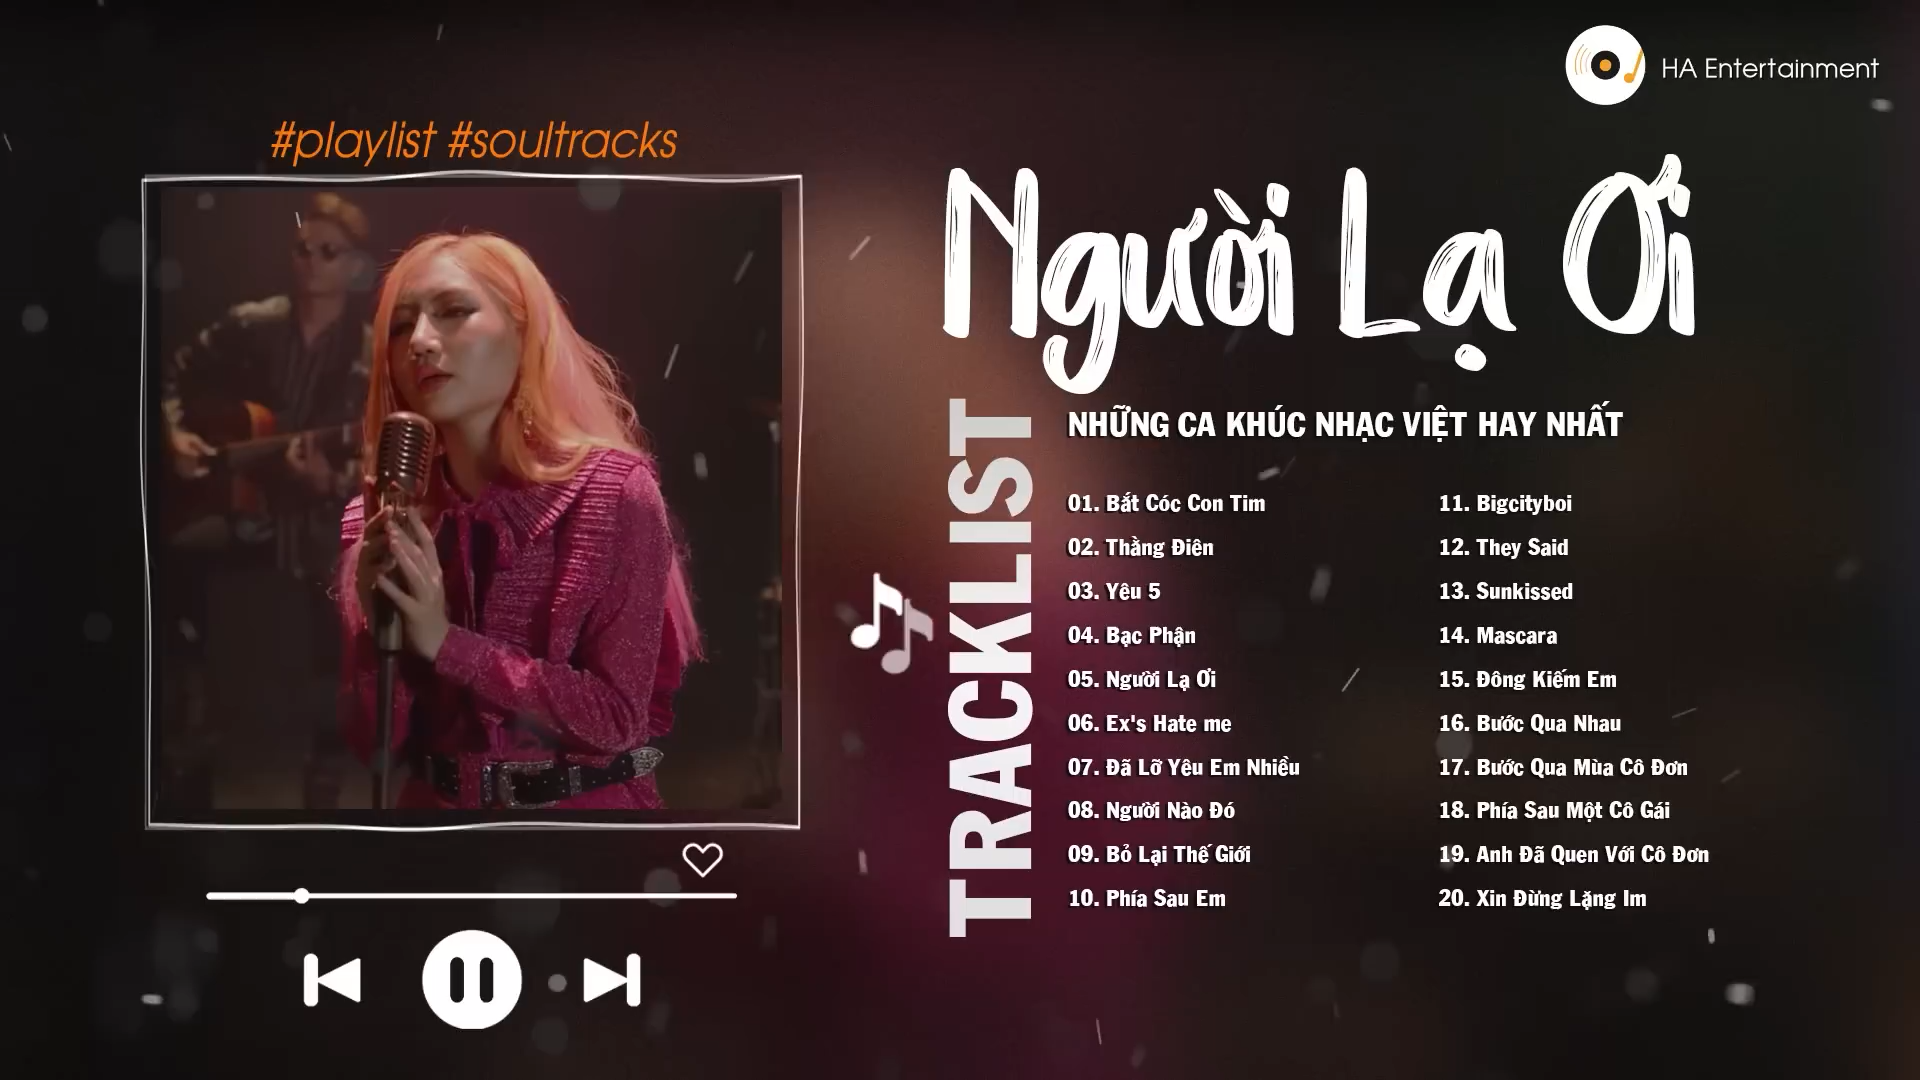 HA Entertainment
#playlist #soultracks
Người Lạ Ơi
NHỮNG CA KHÚC NHẠC VIỆT HAY NHẤT
TRACKLIST
01. Bắt Cóc Con Tim
02. Thằng Điên
03. Yêu 5
04. Bạc Phận
05. Người Lạ Ơi
06. Ex's Hate me
07. Đã Lỡ Yêu Em Nhiều
08. Người Nào Đó
09. Bỏ Lại Thế Giới
10. Phía Sau Em
11. Bigcityboi
12. They Said
13. Sunkissed
14. Mascara
15. Đông Kiếm Em
16. Bước Qua Nhau
17. Bước Qua Mùa Cô Đơn
18. Phía Sau Một Cô Gái
19. Anh Đã Quen Với Cô Đơn
20. Xin Đừng Lặng Im